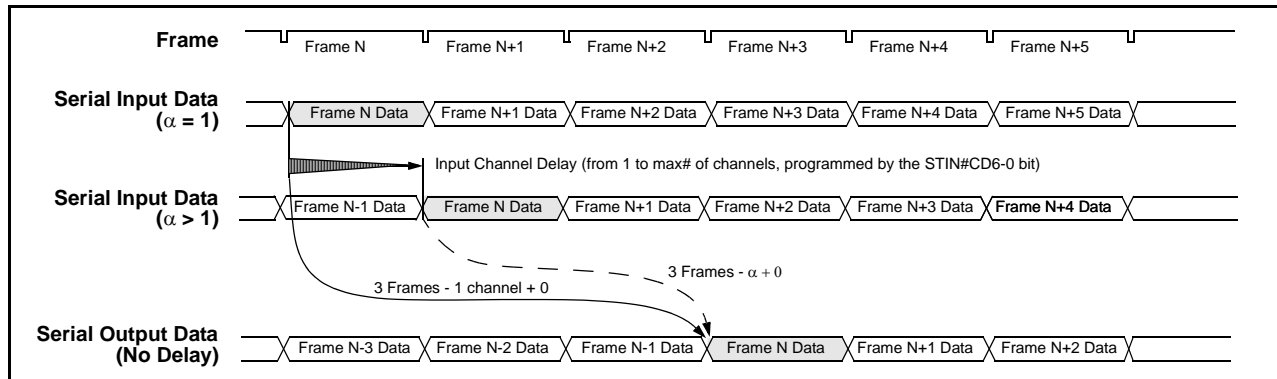 Frame
Frame N Frame N+1 Frame N+2 Frame N+3 Frame N+4 Frame N+5
Serial Input Data
(α = 1)
Frame N Data Frame N+1 Data Frame N+2 Data Frame N+3 Data Frame N+4 Data Frame N+5 Data
Input Channel Delay (from 1 to max# of channels, programmed by the STIN#CD6-0 bit)
Serial Input Data
(α > 1)
Frame N-1 Data Frame N Data Frame N+1 Data Frame N+2 Data Frame N+3 Data Frame N+4 Data
3 Frames - α + 0
3 Frames - 1 channel + 0
Serial Output Data
(No Delay)
Frame N-3 Data Frame N-2 Data Frame N-1 Data Frame N Data Frame N+1 Data Frame N+2 Data